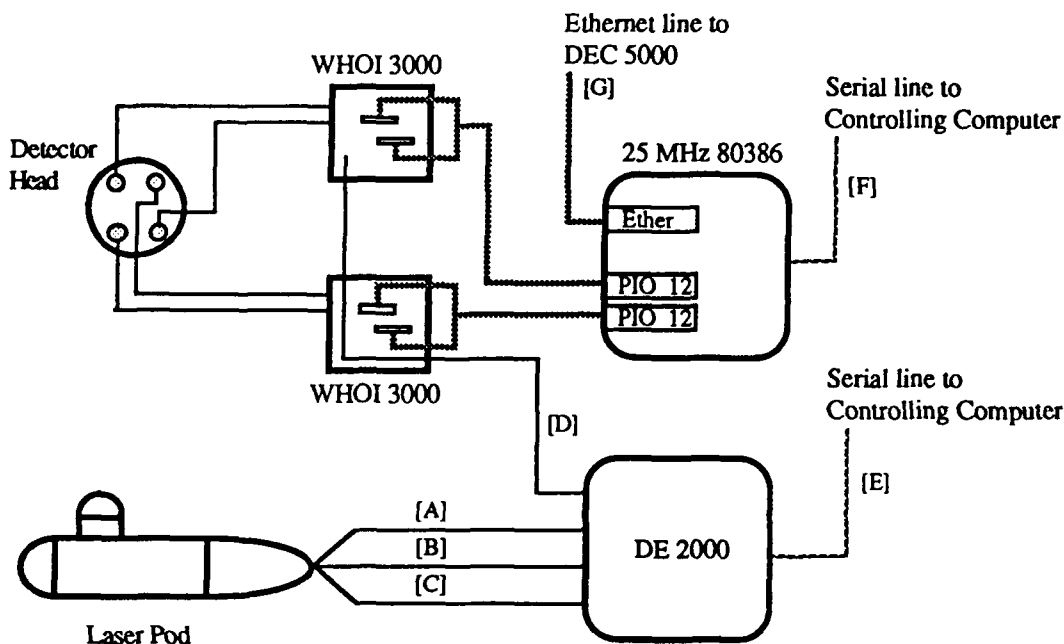 Ethernet line to
DEC 5000
WHOI 3000
[G]
Serial line to
Controlling Computer
Detector
Head
25 MHz 80386
[F]
Ether
PIO 12
PIO 12
WHOI 3000
Serial line to
Controlling Computer
[D]
[E]
[A]
[B]
DE 2000
[C]
Laser Pod